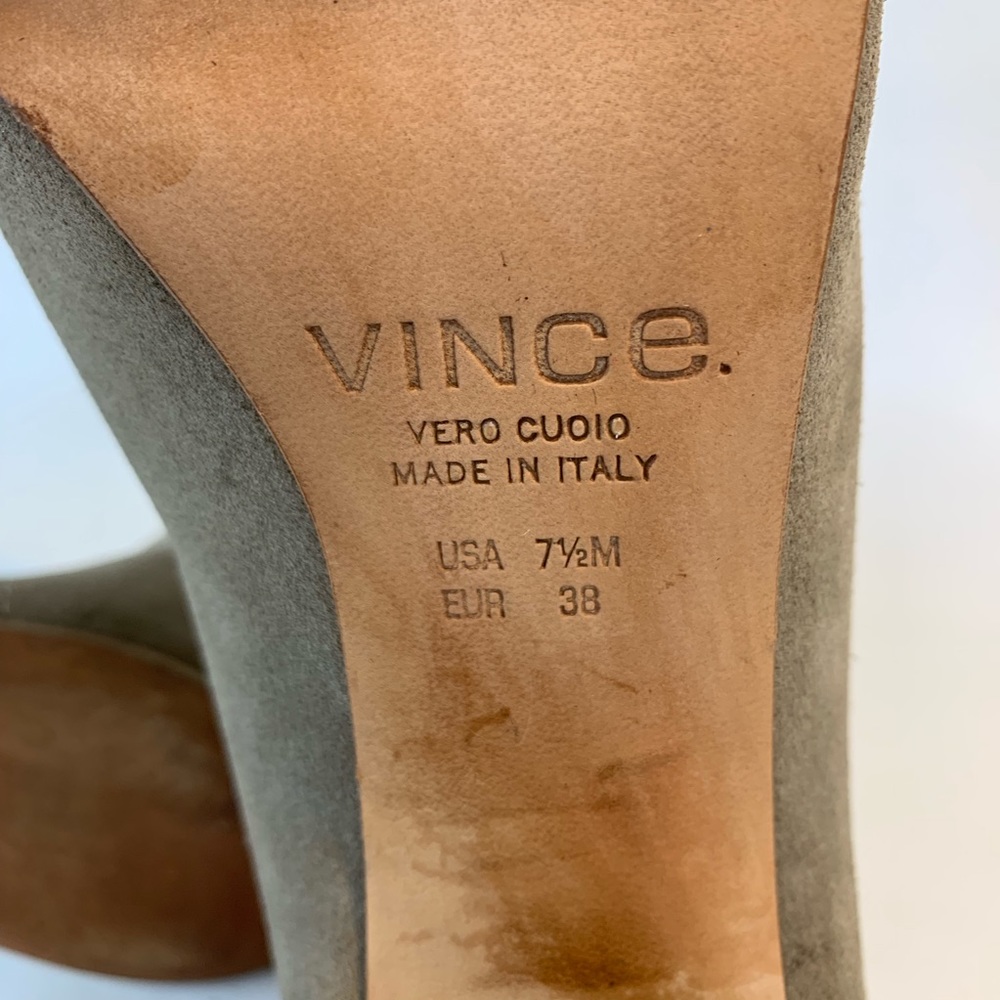 VINCe.
VERO CUOIO
MADE IN ITALY
USA 7½M
EUR 38